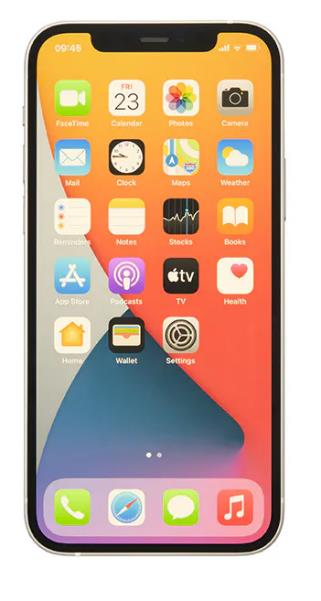 09:45
FRI
23
FaceTime Calendar Photos Camera
Mail Clock Maps Weather
Reminders Notes Stocks Books
tv
App Store Podcasts TV Health
Home Wallet Settings